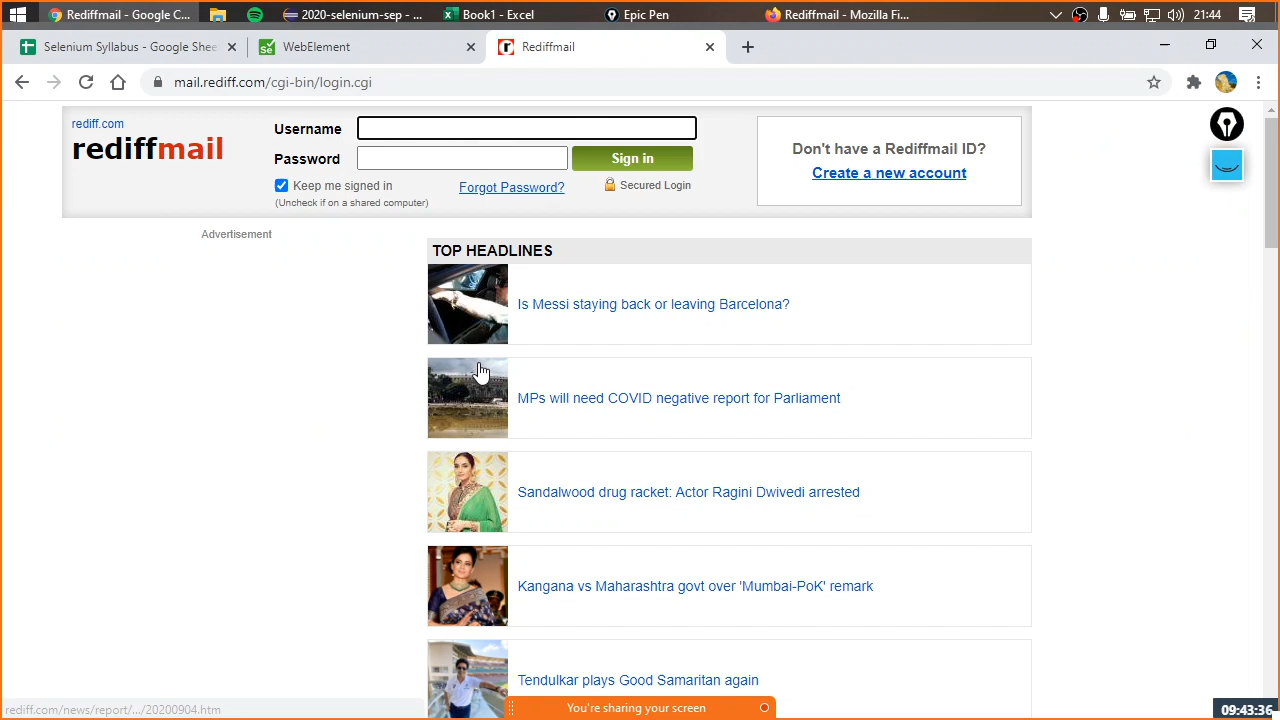 Rediffmail - Google C...
2020-selenium-sep - ...
Book1 - Excel
Epic Pen
Rediffmail - Mozilla Fi...
21:44
Selenium Syllabus - Google Shee
WebElement
Rediffmail
mail.rediff.com/cgi-bin/login.cgi
rediff.com
rediffmail
Username
Password
Sign in
Keep me signed in
(Uncheck if on a shared computer)
Forgot Password?
Secured Login
Don't have a Rediffmail ID?
Create a new account
Advertisement
TOP HEADLINES
Is Messi staying back or leaving Barcelona?
MPs will need COVID negative report for Parliament
Sandalwood drug racket: Actor Ragini Dwivedi arrested
Kangana vs Maharashtra govt over 'Mumbai-PoK' remark
Tendulkar plays Good Samaritan again
rediff.com/news/report/.../20200904.htm
You're sharing your screen
09:43:36